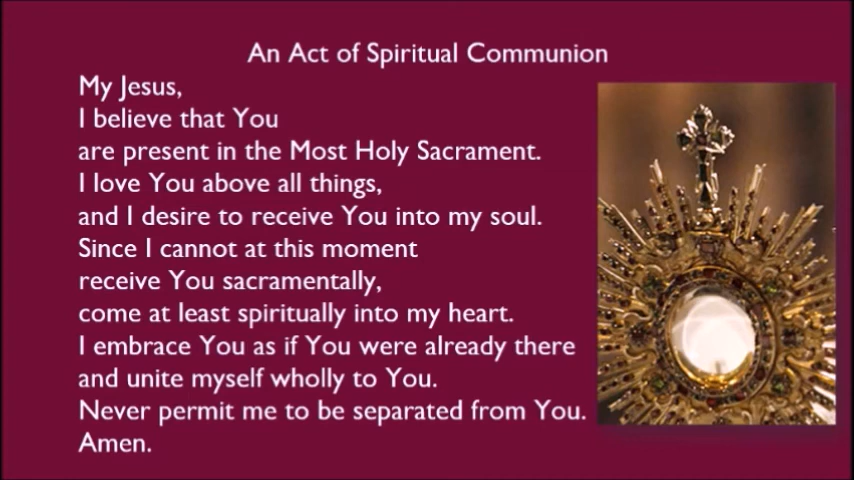 An Act of Spiritual Communion
My Jesus,
I believe that You
are present in the Most Holy Sacrament.
I love You above all things,
and I desire to receive You into my soul.
Since I cannot at this moment
receive You sacramentally,
come at least spiritually into my heart.
I embrace You as if You were already there
and unite myself wholly to You.
Never permit me to be separated from You.
Amen.